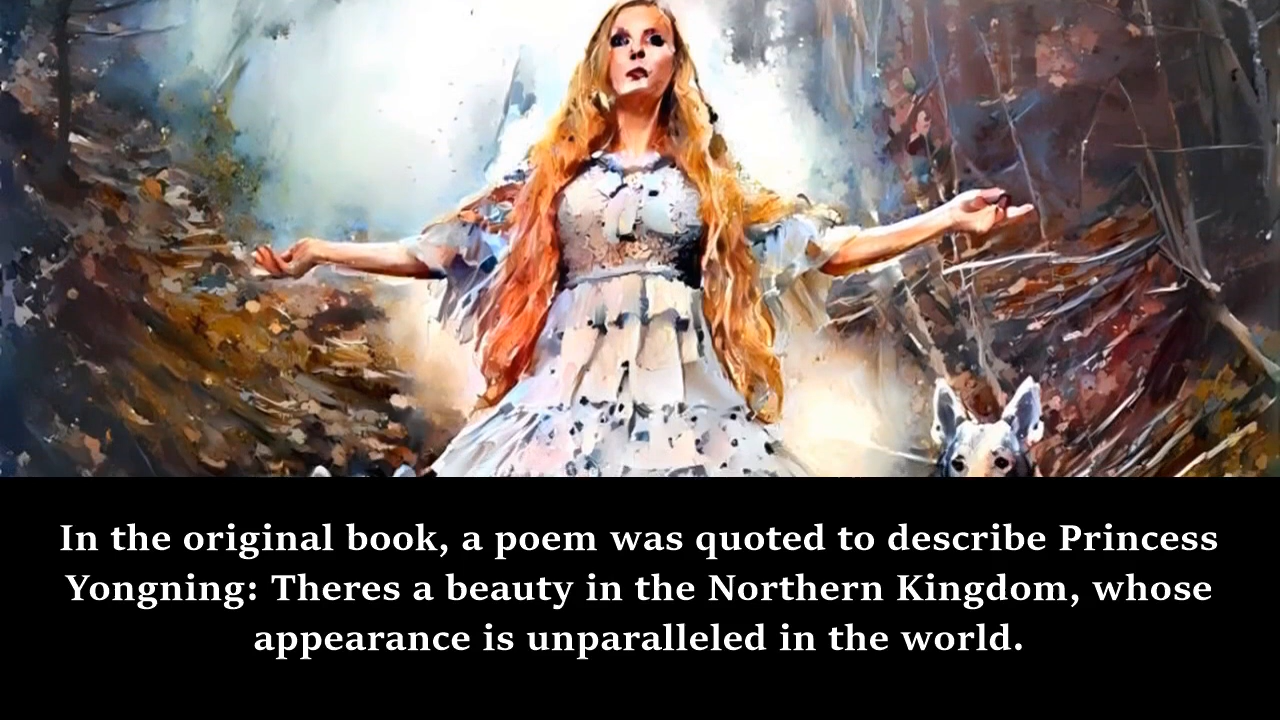 In the original book, a poem was quoted to describe Princess
Yongning: Theres a beauty in the Northern Kingdom, whose
appearance is unparalleled in the world.